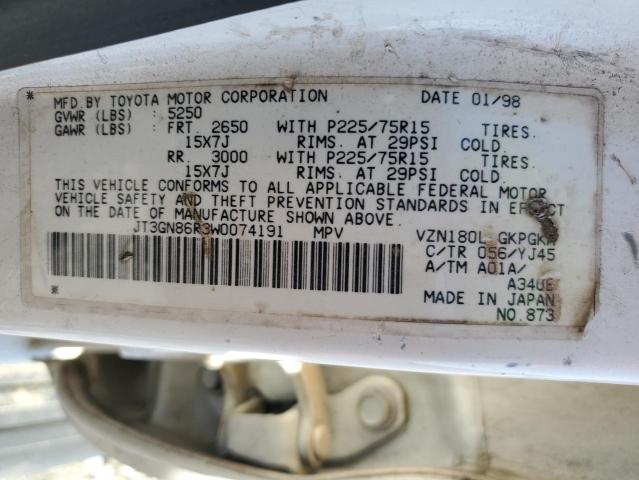 MFD BY TOYOTA MOTOR CORPORATION DATE 01/98
GVWR (LBS) : 5250
GAWR (LBS) : FRT. 2650 WITH P225/75R15 TIRES.
15X7J RIMS. AT 29PSI COLD.
RR. 3000 WITH P225/75R15 TIRES.
15X7J RIMS. AT 29PSI COLD.
THIS VEHICLE CONFORMS TO ALL APPLICABLE FEDERAL MOTOR
VEHICLE SAFETY AND THEFT PREVENTION STANDARDS IN EFFECT
ON THE DATE OF MANUFACTURE SHOWN ABOVE.
JT3GN86R3W0074191 MPV VZN180L-GKPGKA
C/TR 056/YJ45
A/TM A01A/
A340E
MADE IN JAPAN
NO.873